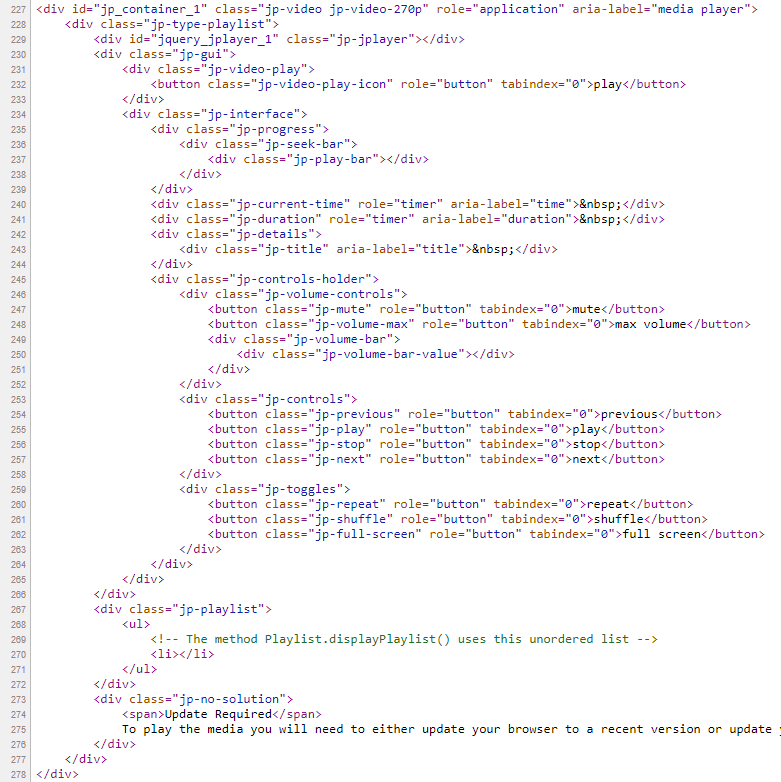 227 <div id="jp_container_1" class="jp-video jp-video-270p" role="application" aria-label="media player">
228 <div class="jp-type-playlist">
229 <div id="jquery_jplayer_1" class="jp-jplayer"></div>
230 <div class="jp-gui">
231 <div class="jp-video-play">
232 <button class="jp-video-play-icon" role="button" tabindex="0">play</button>
233 </div>
234 <div class="jp-interface">
235 <div class="jp-progress">
236 <div class="jp-seek-bar">
237 <div class="jp-play-bar"></div>
238 </div>
239 </div>
240 <div class="jp-current-time" role="timer" aria-label="time">&nbsp;</div>
241 <div class="jp-duration" role="timer" aria-label="duration">&nbsp;</div>
242 <div class="jp-details">
243 <div class="jp-title" aria-label="title">&nbsp;</div>
244 </div>
245 <div class="jp-controls-holder">
246 <div class="jp-volume-controls">
247 <button class="jp-mute" role="button" tabindex="0">mute</button>
248 <button class="jp-volume-max" role="button" tabindex="0">max volume</button>
249 <div class="jp-volume-bar">
250 <div class="jp-volume-bar-value"></div>
251 </div>
252 </div>
253 <div class="jp-controls">
254 <button class="jp-previous" role="button" tabindex="0">previous</button>
255 <button class="jp-play" role="button" tabindex="0">play</button>
256 <button class="jp-stop" role="button" tabindex="0">stop</button>
257 <button class="jp-next" role="button" tabindex="0">next</button>
258 </div>
259 <div class="jp-toggles">
260 <button class="jp-repeat" role="button" tabindex="0">repeat</button>
261 <button class="jp-shuffle" role="button" tabindex="0">shuffle</button>
262 <button class="jp-full-screen" role="button" tabindex="0">full screen</button>
263 </div>
264 </div>
265 </div>
266 </div>
267 <div class="jp-playlist">
268 <ul>
269 <!-- The method Playlist.displayPlaylist() uses this unordered list -->
270 <li></li>
271 </ul>
272 </div>
273 <div class="jp-no-solution">
274 <span>Update Required</span>
275 To play the media you will need to either update your browser to a recent version or update
276 </div>
277 </div>
278 </div>